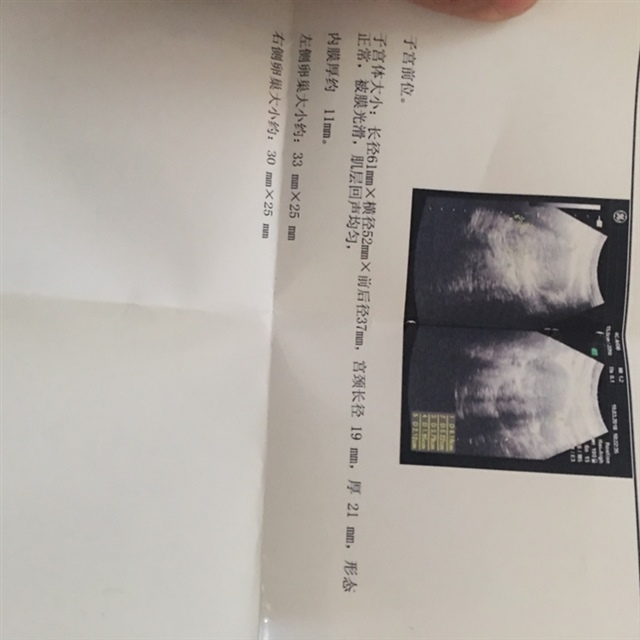 子宫前位。
子宫体大小：长径61mm×横径52mm×前后径37mm，宫颈长径 19 mm，厚 21 mm，形态
正常，被膜光滑，肌层回声均匀，
内膜厚约 11mm。
左侧卵巢大小约：33 mm×25 mm
右侧卵巢大小约：30 mm×25 mm